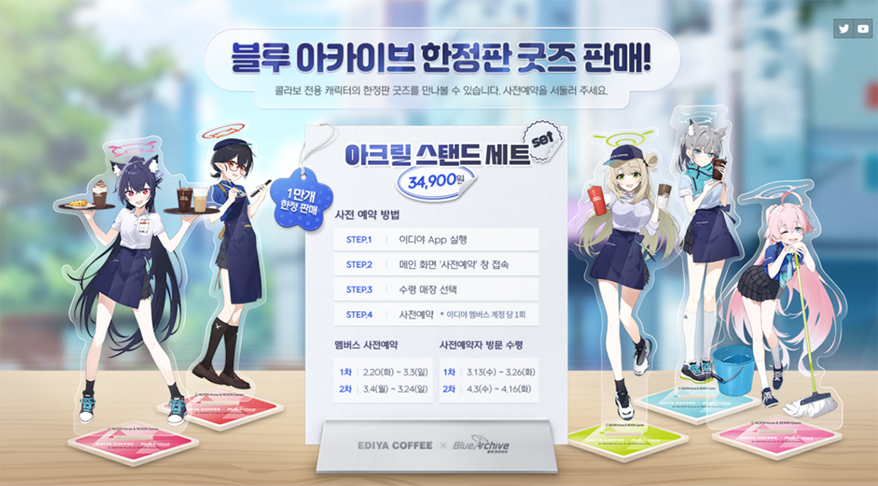 블루 아카이브 한정판 굿즈 판매!
콜라보 전용 캐릭터의 한정판 굿즈를 만나볼 수 있습니다. 사전예약을 서둘러 주세요.
아크릴 스탠드 세트 set
34,900원
1만개
한정 판매
사전 예약 방법
STEP.1 이디야 App 실행
STEP.2 메인 화면 '사전예약' 창 접속
STEP.3 수령 매장 선택
STEP.4 사전예약 * 이디야 멤버스 계정 당 1회
멤버스 사전예약
1차 2.20(화) ~ 3.3(일)
2차 3.4(월) ~ 3.24(일)
사전예약자 방문 수령
1차 3.13(수) ~ 3.26(화)
2차 4.3(수) ~ 4.16(화)
EDIYA COFFEE × Blue Archive